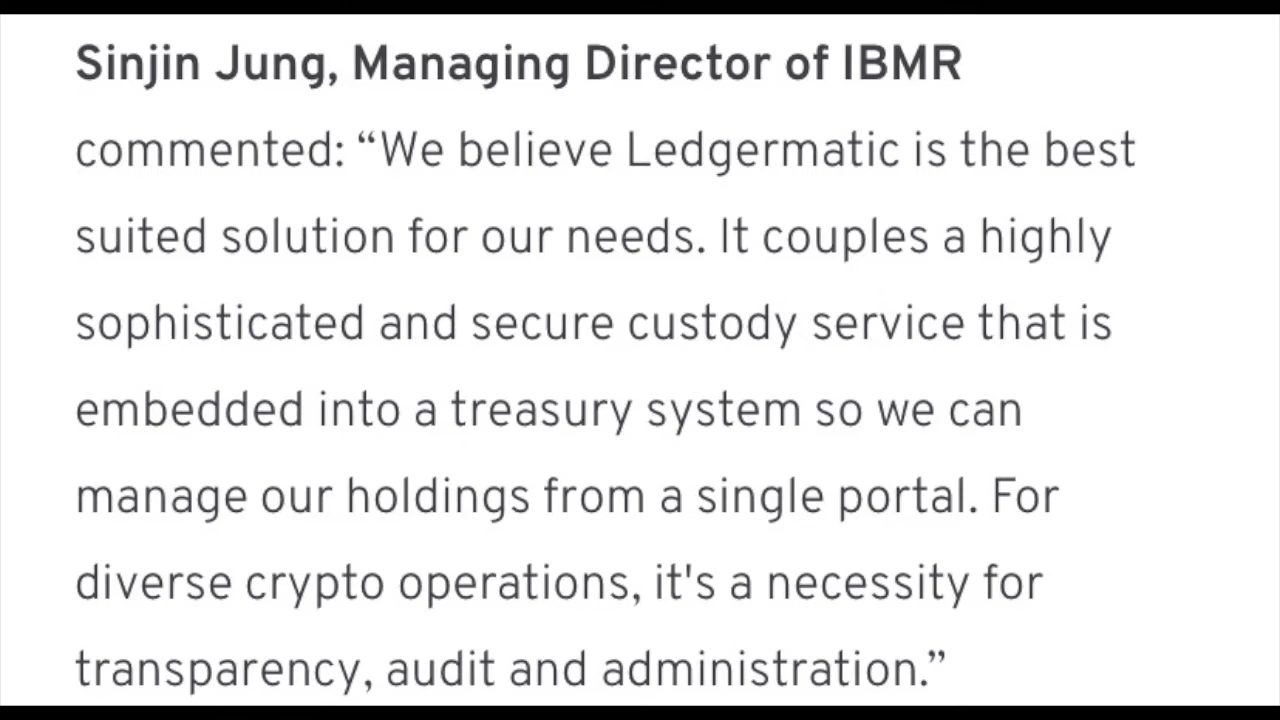 Sinjin Jung, Managing Director of IBMR
commented: “We believe Ledgermatic is the best
suited solution for our needs. It couples a highly
sophisticated and secure custody service that is
embedded into a treasury system so we can
manage our holdings from a single portal. For
diverse crypto operations, it's a necessity for
transparency, audit and administration.”